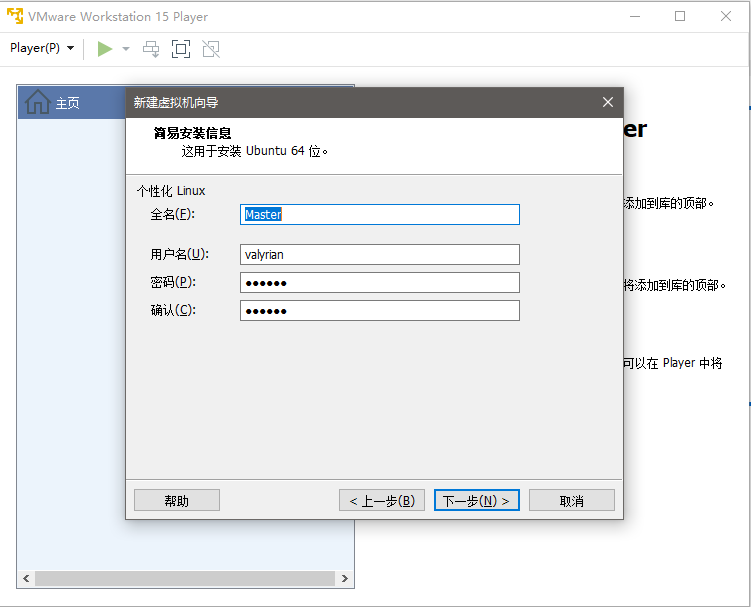 VMware Workstation 15 Player
Player(P)
主页
新建虚拟机向导
简易安装信息
这用于安装 Ubuntu 64 位。
er
个性化 Linux
全名(F):
Master
添加到库的顶部。
用户名(U):
valyrian
密码(P):
••••••
将添加到库的顶部。
确认(C):
••••••
可以在 Player 中将
帮助
< 上一步(B)
下一步(N) >
取消